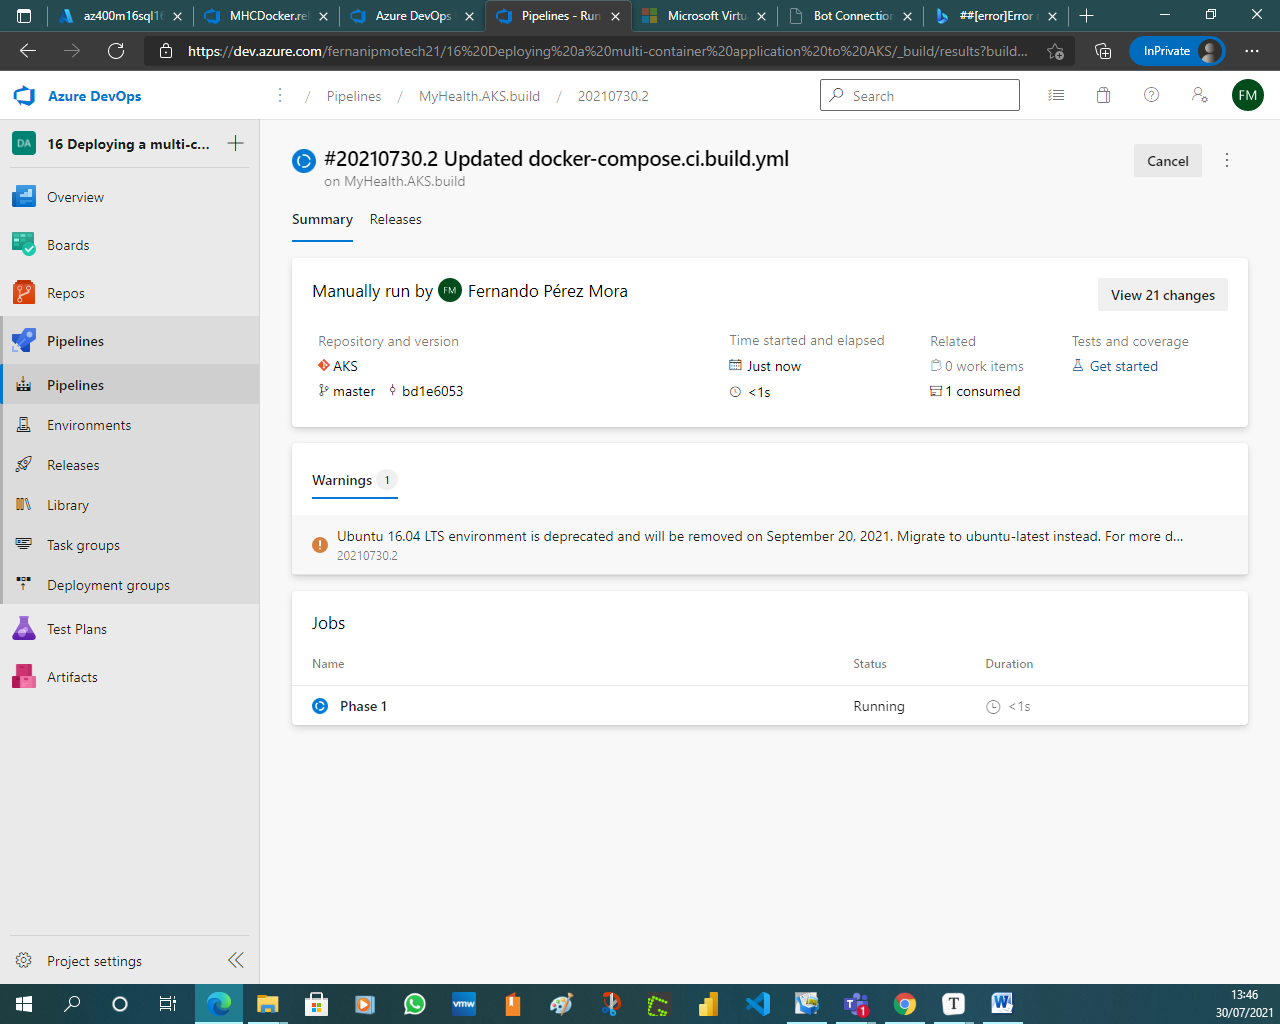 az400m16sql1
MHCDocker.re
Azure DevOps
Pipelines - Run
Microsoft Virtu
Bot Connection
##[error]Error
https://dev.azure.com/fernanipmotech21/16%20Deploying%20a%20multi-container%20application%20to%20AKS/_build/results?build...
InPrivate
Azure DevOps
/ Pipelines / MyHealth.AKS.build / 20210730.2
Search
FM
DA 16 Deploying a multi-c...
Overview
Boards
Repos
Pipelines
Pipelines
Environments
Releases
Library
Task groups
Deployment groups
Test Plans
Artifacts
Project settings
#20210730.2 Updated docker-compose.ci.build.yml
on MyHealth.AKS.build
Cancel
Summary Releases
Manually run by FM Fernando Pérez Mora
View 21 changes
Repository and version
AKS
master bd1e6053
Time started and elapsed
Just now
<1s
Related
0 work items
1 consumed
Tests and coverage
Get started
Warnings 1
Ubuntu 16.04 LTS environment is deprecated and will be removed on September 20, 2021. Migrate to ubuntu-latest instead. For more d...
20210730.2
Jobs
Name Status Duration
Phase 1 Running <1s
vmw
1
T
W
13:46
30/07/2021